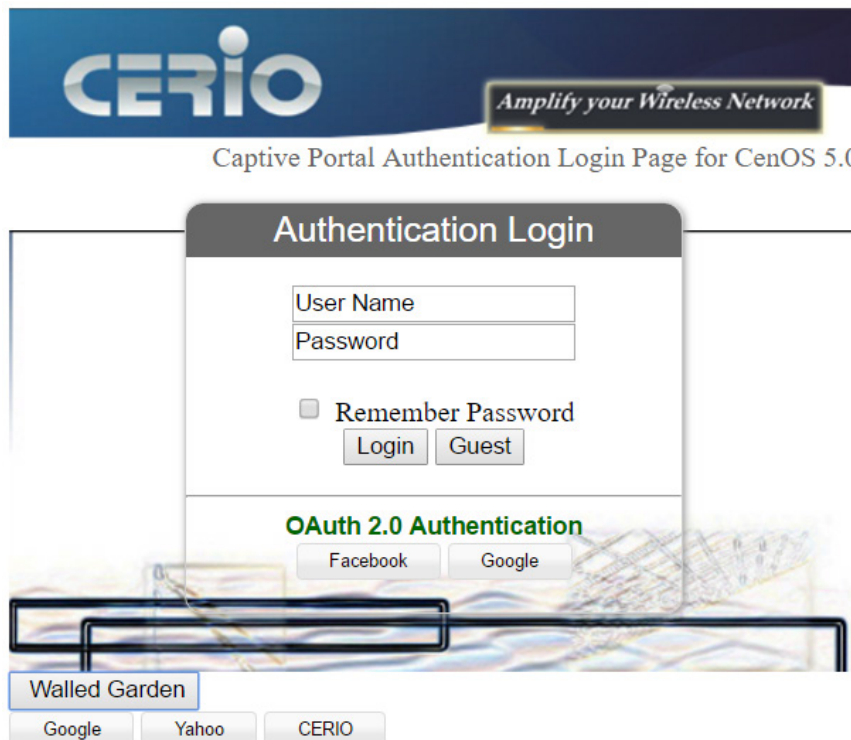 CERIO
Amplify your Wireless Network
Captive Portal Authentication Login Page for CenOS 5.0
Authentication Login
User Name
Password
Remember Password
Login Guest
OAuth 2.0 Authentication
Facebook Google
Walled Garden
Google Yahoo CERIO